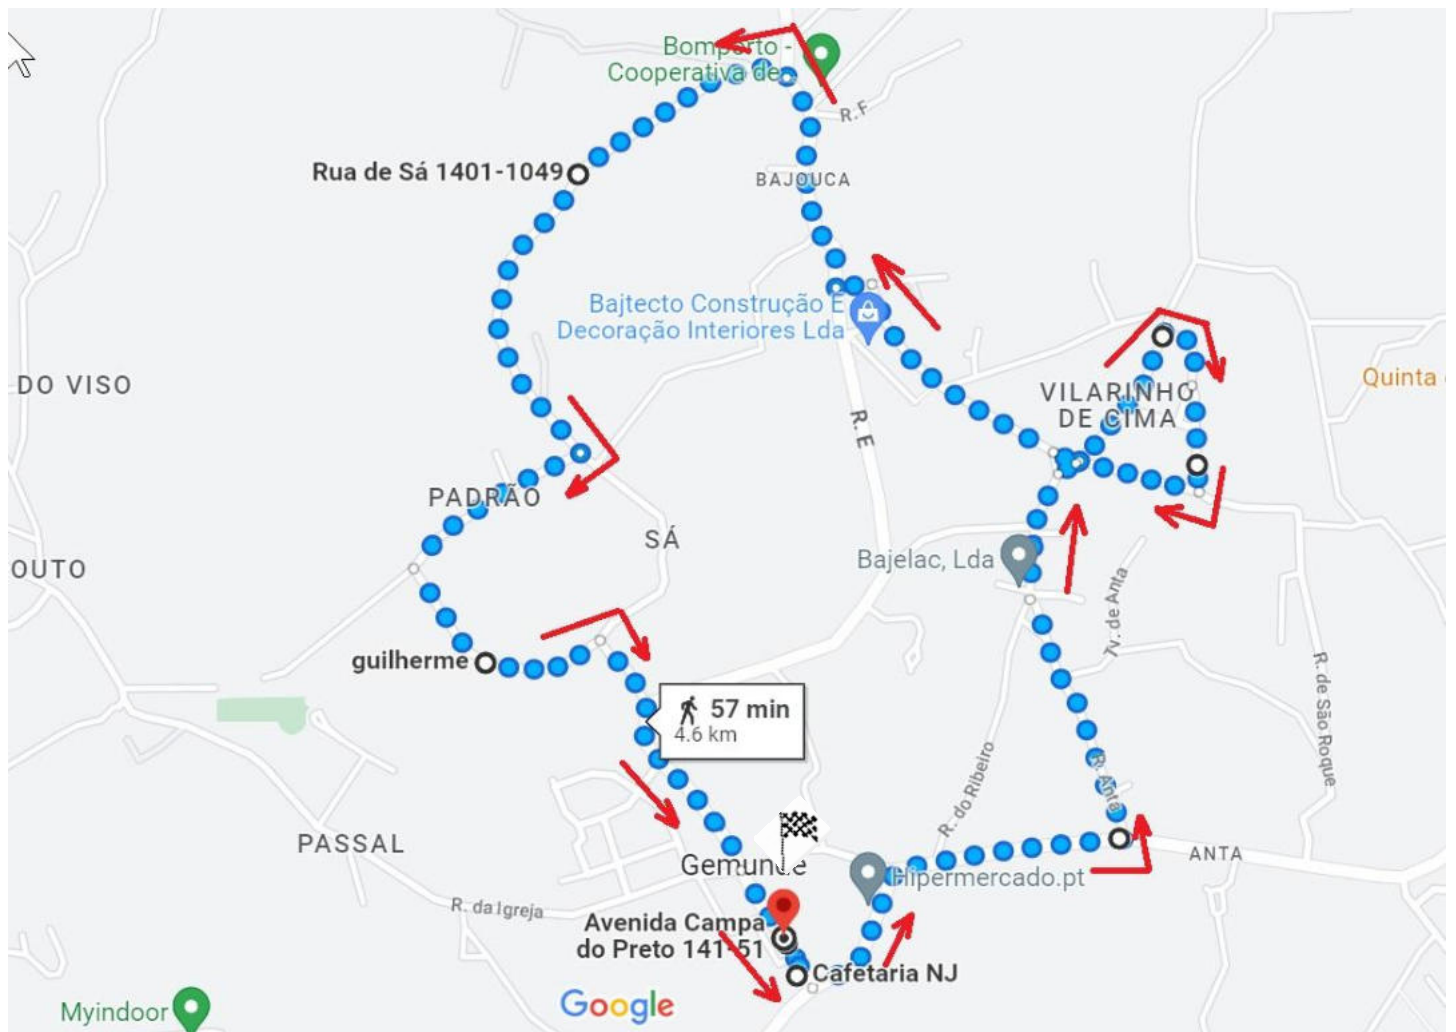 Bomporto -
Cooperativa de
R. F
Rua de Sá 1401-1049
BAJOUCA
Bajtecto Construção E
Decoração Interiores Lda
DO VISO
VILARINHO
DE CIMA
Quinta
R. E
PADRÃO
SÁ
OUTO
Bajelac, Lda
Tv. de Anta
guilherme
R. de São Roque
57 min
4.6 km
R. Anta
R. do Ribeiro
PASSAL
Gemunde
ANTA
Hipermercado.pt
R. da Igreja
Avenida Campa
do Preto 141-51
Cafetaria NJ
Google
Myindoor